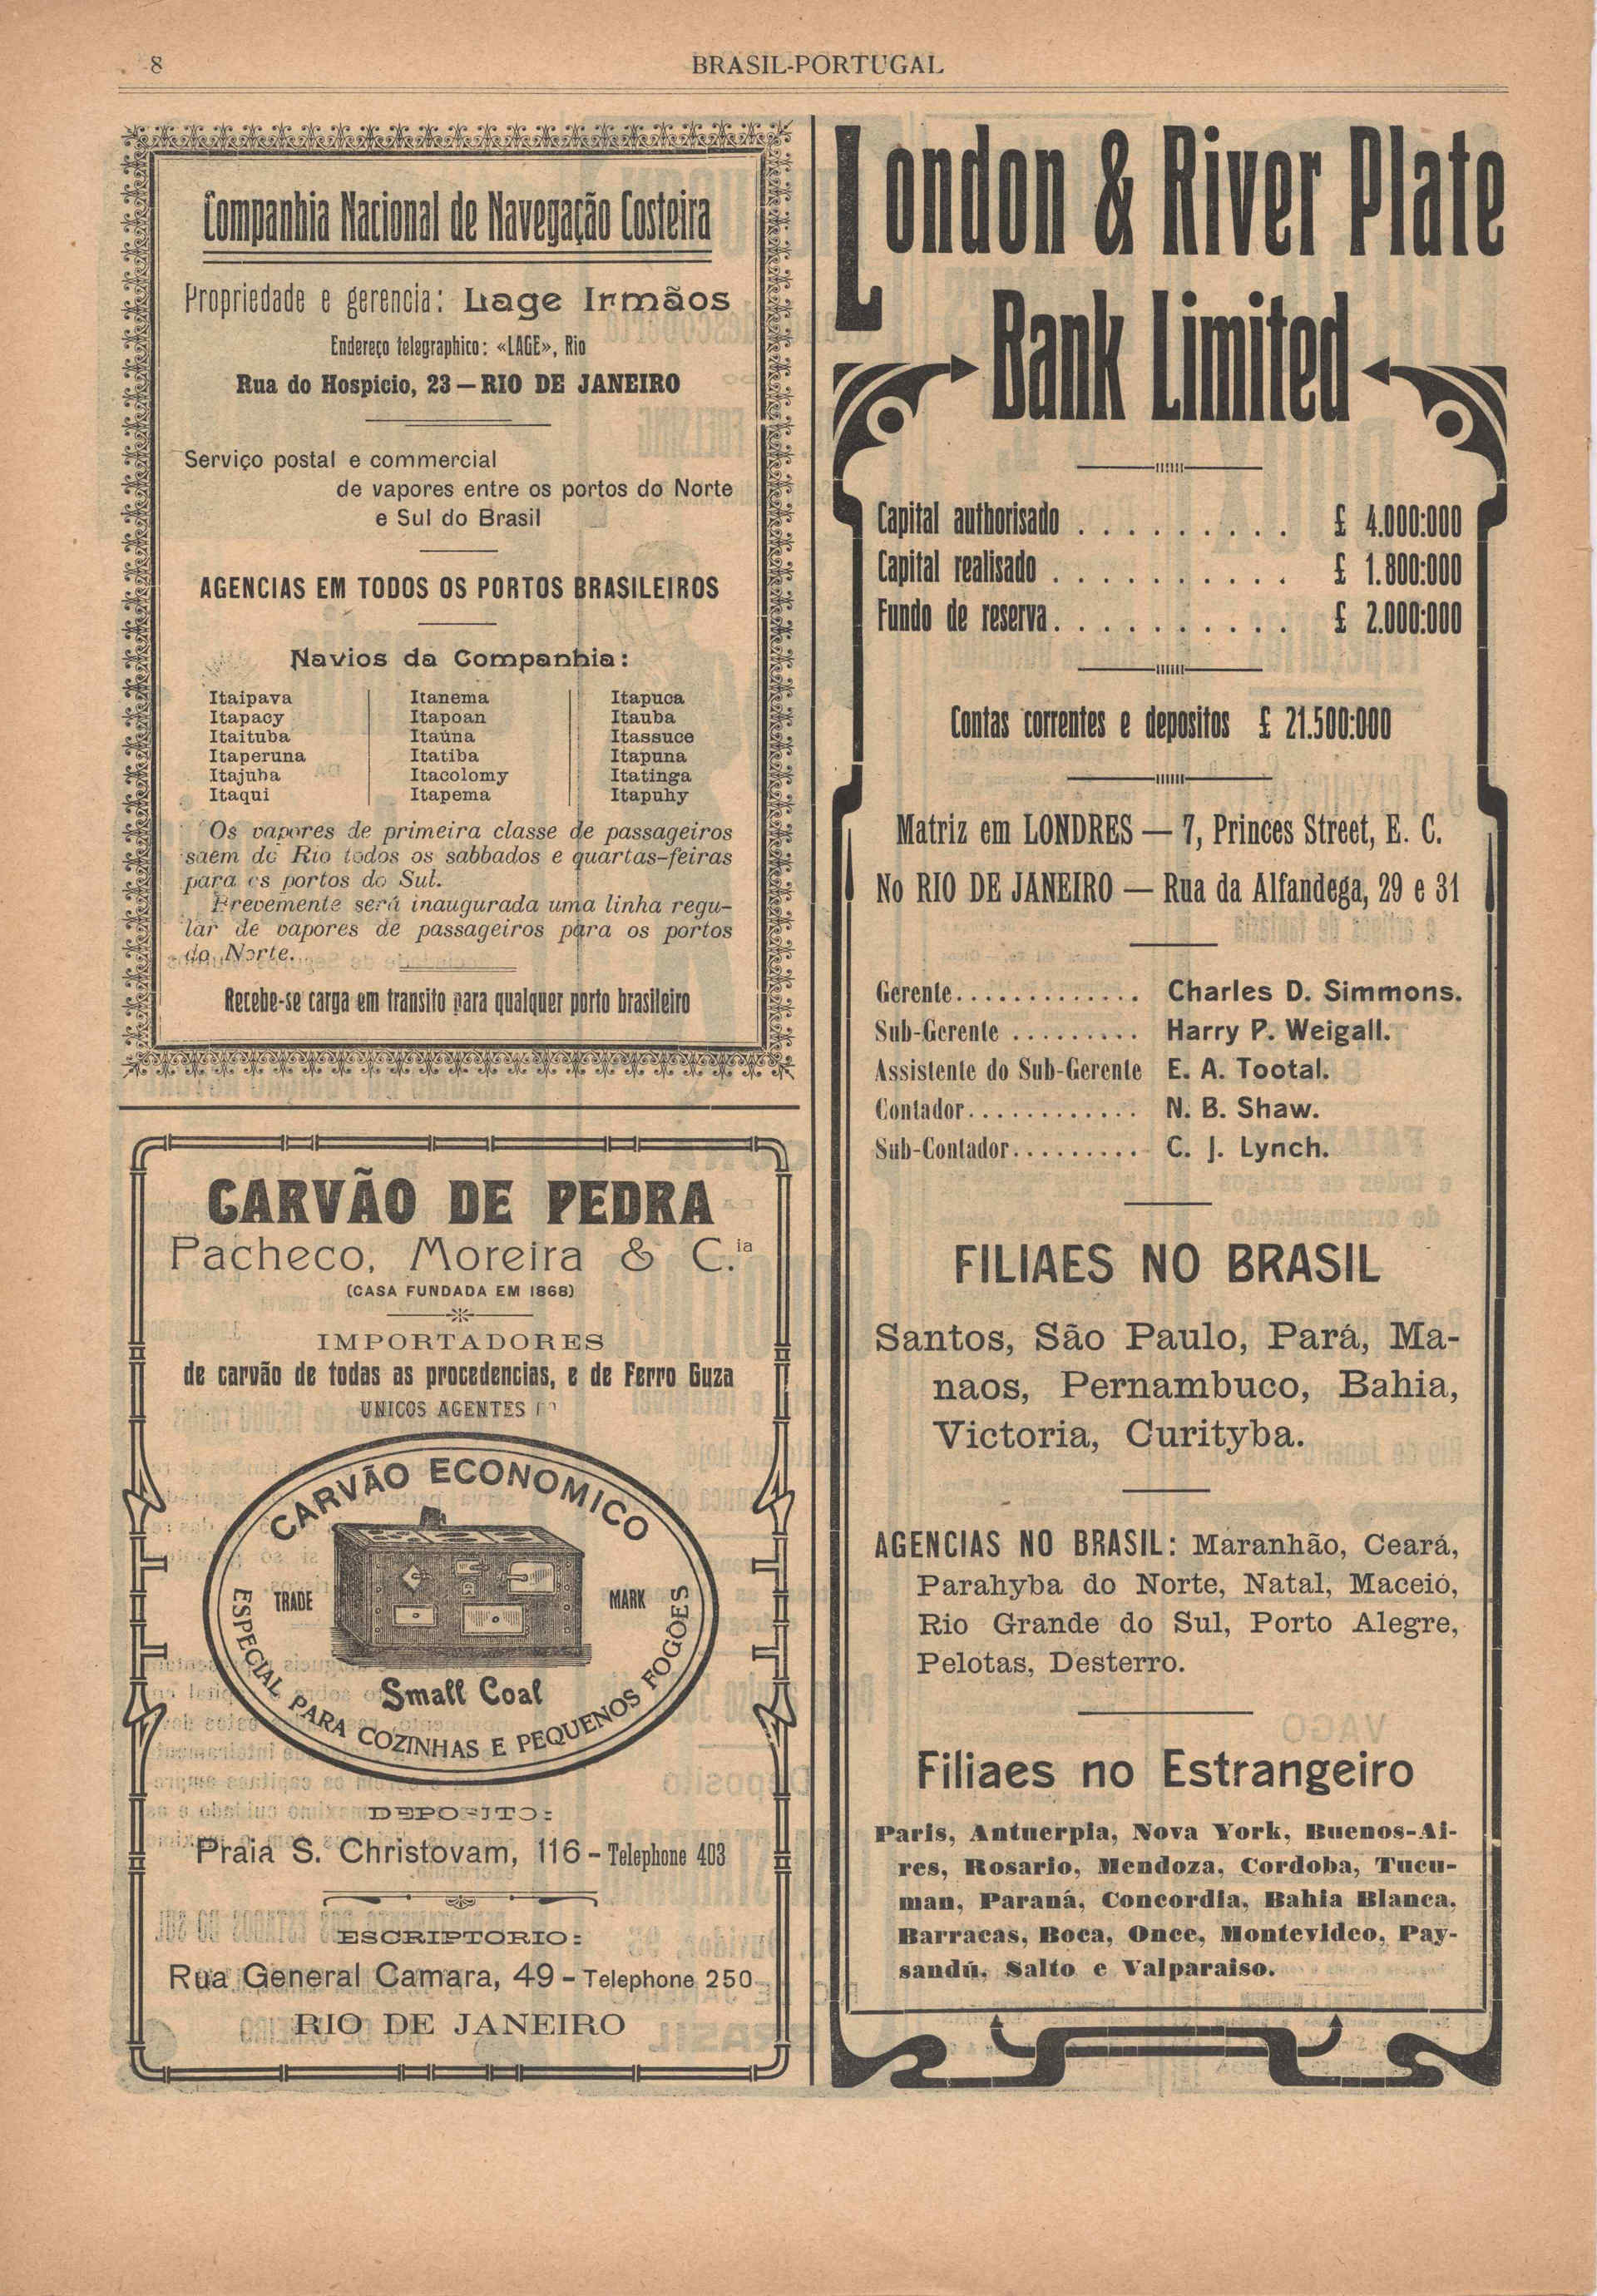 8
BRASIL-PORTUGAL
Companhia Nacional de Navegação Costeira
Propriedade e gerencia: Lage Irmãos
Endereço telegraphico: «LAGE», Rio
Rua do Hospicio, 23 — RIO DE JANEIRO
Serviço postal e commercial
de vapores entre os portos do Norte
e Sul do Brasil
AGENCIAS EM TODOS OS PORTOS BRASILEIROS
Navios da Companhia:
Itaipava
Itapacy
Itaituba
Itaperuna
Itajuba
Itaqui
Itanema
Itapoan
Itaúna
Itatiba
Itacolomy
Itapema
Itapuca
Itauba
Itassuce
Itapuna
Itatinga
Itapuhy
Os vapores de primeira classe de passageiros
saem do Rio todos os sabbados e quartas-feiras
para os portos do Sul.
Brevemente será inaugurada uma linha regu-
lar de vapores de passageiros para os portos
do Norte.
Recebe-se carga em transito para qualquer porto brasileiro
CARVÃO DE PEDRA
Pacheco, Moreira & C.ia
(CASA FUNDADA EM 1868)
IMPORTADORES
de carvão de todas as procedencias, e de Ferro Guza
UNICOS AGENTES
CARVÃO ECONOMICO
TRADE MARK
Small Coal
ESPECIAL PARA COZINHAS E PEQUENOS FOGÕES
DEPOSITO:
Praia S. Christovam, 116 - Telephone 403
ESCRIPTORIO:
Rua General Camara, 49 - Telephone 250
RIO DE JANEIRO
London & River Plate
Bank Limited
Capital authorisado . . . . . . . . . £ 4.000:000
Capital realisado . . . . . . . . . . £ 1.800:000
Fundo de reserva. . . . . . . . . . . £ 2.000:000
Contas correntes e depositos £ 21.500:000
Matriz em LONDRES — 7, Princes Street, E. C.
No RIO DE JANEIRO — Rua da Alfandega, 29 e 31
Gerente. . . . . . . . . . . . . Charles D. Simmons.
Sub-Gerente . . . . . . . . . Harry P. Weigall.
Assistente do Sub-Gerente E. A. Tootal.
Contador. . . . . . . . . . . . N. B. Shaw.
Sub-Contador. . . . . . . . . C. J. Lynch.
FILIAES NO BRASIL
Santos, São Paulo, Pará, Ma-
naos, Pernambuco, Bahia,
Victoria, Curityba.
AGENCIAS NO BRASIL: Maranhão, Ceará,
Parahyba do Norte, Natal, Maceió,
Rio Grande do Sul, Porto Alegre,
Pelotas, Desterro.
Filiaes no Estrangeiro
Paris, Antuerpia, Nova York, Buenos-Ai-
res, Rosario, Mendoza, Cordoba, Tucu-
man, Paraná, Concordia, Bahia Blanca,
Barracas, Boca, Once, Montevideo, Pay-
sandú, Salto e Valparaiso.